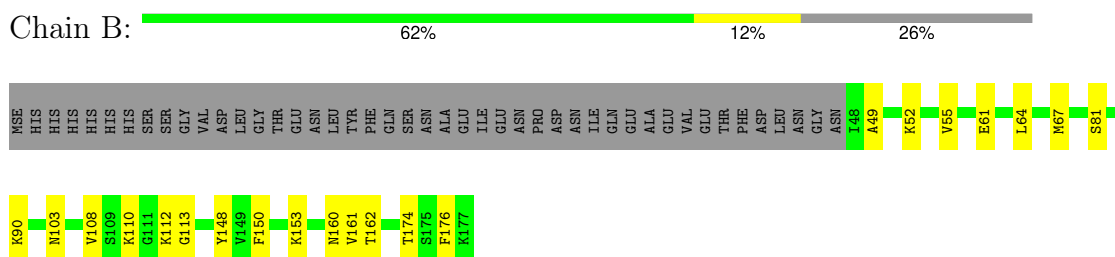 Chain B:
62% 12% 26%
MSE HIS HIS HIS HIS HIS HIS SER SER GLY VAL ASP LEU GLY THR GLU ASN LEU TYR PHE GLN SER ASN ALA GLU ILE GLU ASN PRO ASP ASN ILE GLN GLU ALA GLU VAL GLU THR PHE ASP LEU ASN GLY ASN I48 A49 K52 V55 E61 L64 M67 S81
K90 N103 V108 S109 K110 G111 K112 G113 Y148 V149 F150 K153 N160 V161 T162 T174 S175 F176 K177